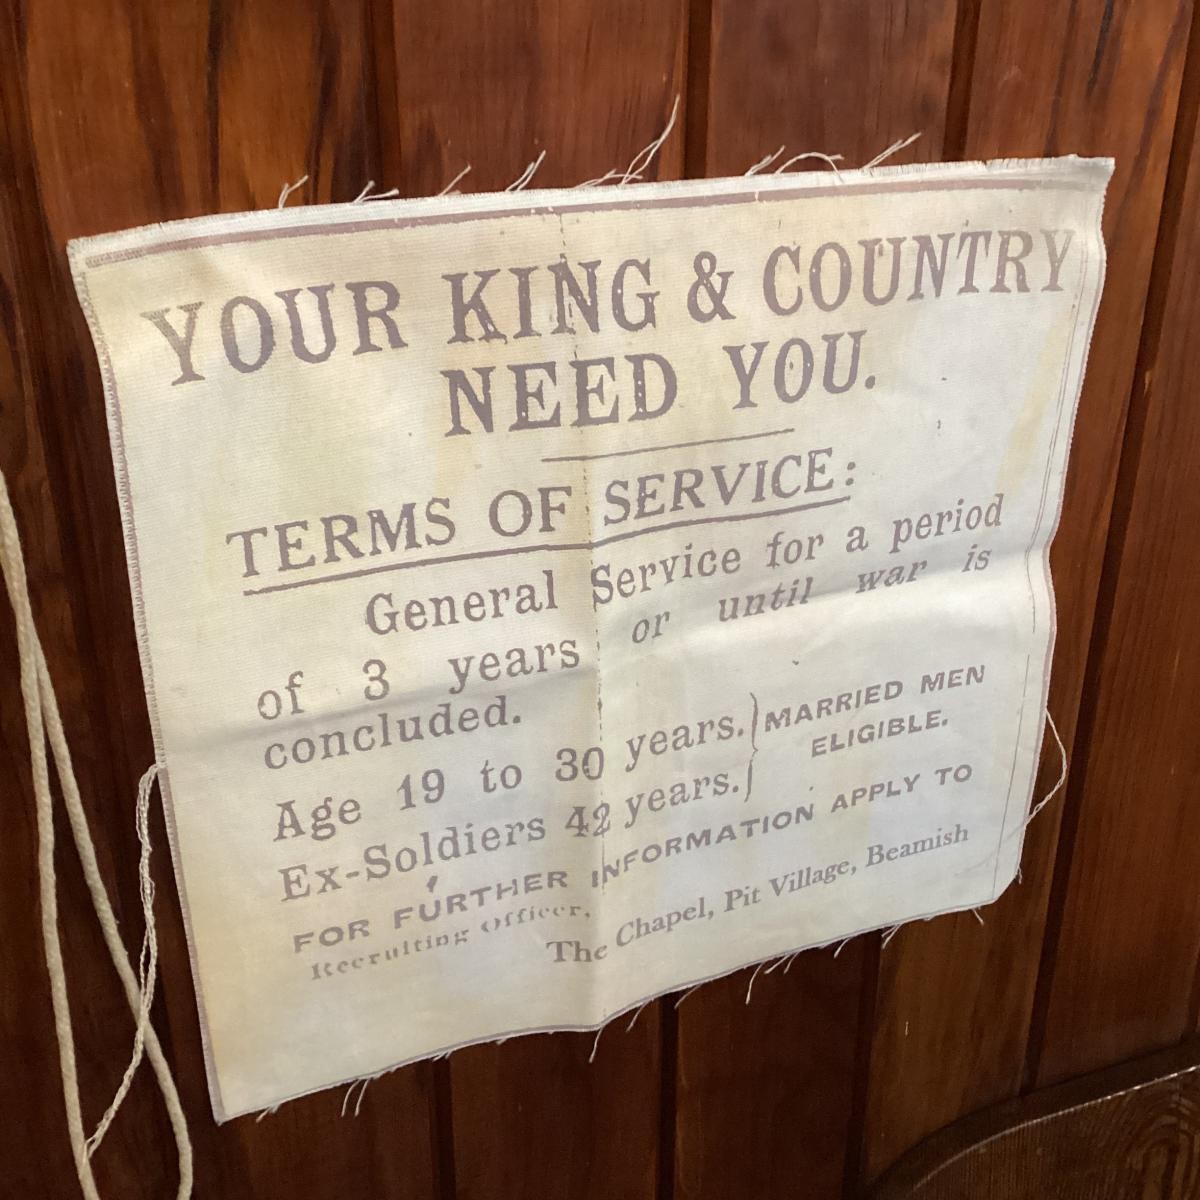 YOUR KING & COUNTRY
NEED YOU.
TERMS OF SERVICE:
General Service for a period
of 3 years or until war is
concluded.
Age 19 to 30 years. } MARRIED MEN
Ex-Soldiers 42 years. } ELIGIBLE.
FOR FURTHER INFORMATION APPLY TO
Recruiting Officer,
The Chapel, Pit Village, Beamish